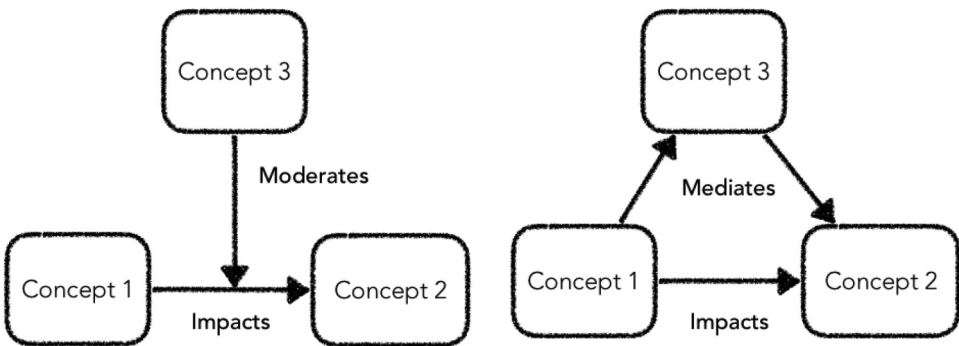 Concept 3
Moderates
Concept 1
Concept 2
Impacts
Concept 3
Mediates
Concept 1
Concept 2
Impacts